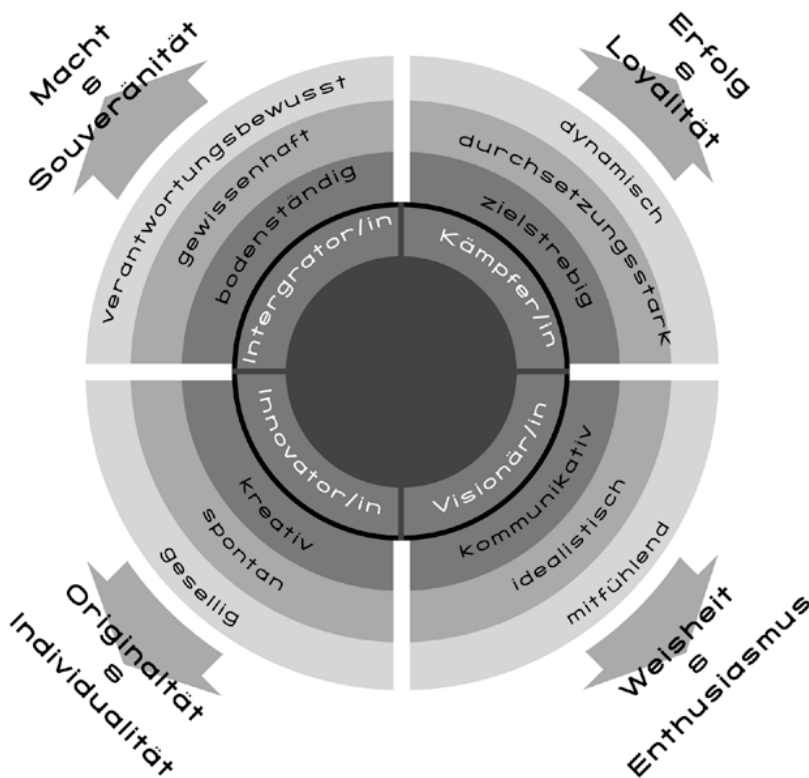 Macht
&
Souveränität
Erfolg
&
Loyalität
verantwortungsbewusst
gewissenhaft
bodenständig
Intergrator/in
dynamisch
durchsetzungsstark
zielstrebig
Kämpfer/in
Innovator/in
kreativ
spontan
gesellig
Visionär/in
kommunikativ
idealistisch
mitfühlend
Originaltät
&
Individualität
Weisheit
&
Enthusiasmus